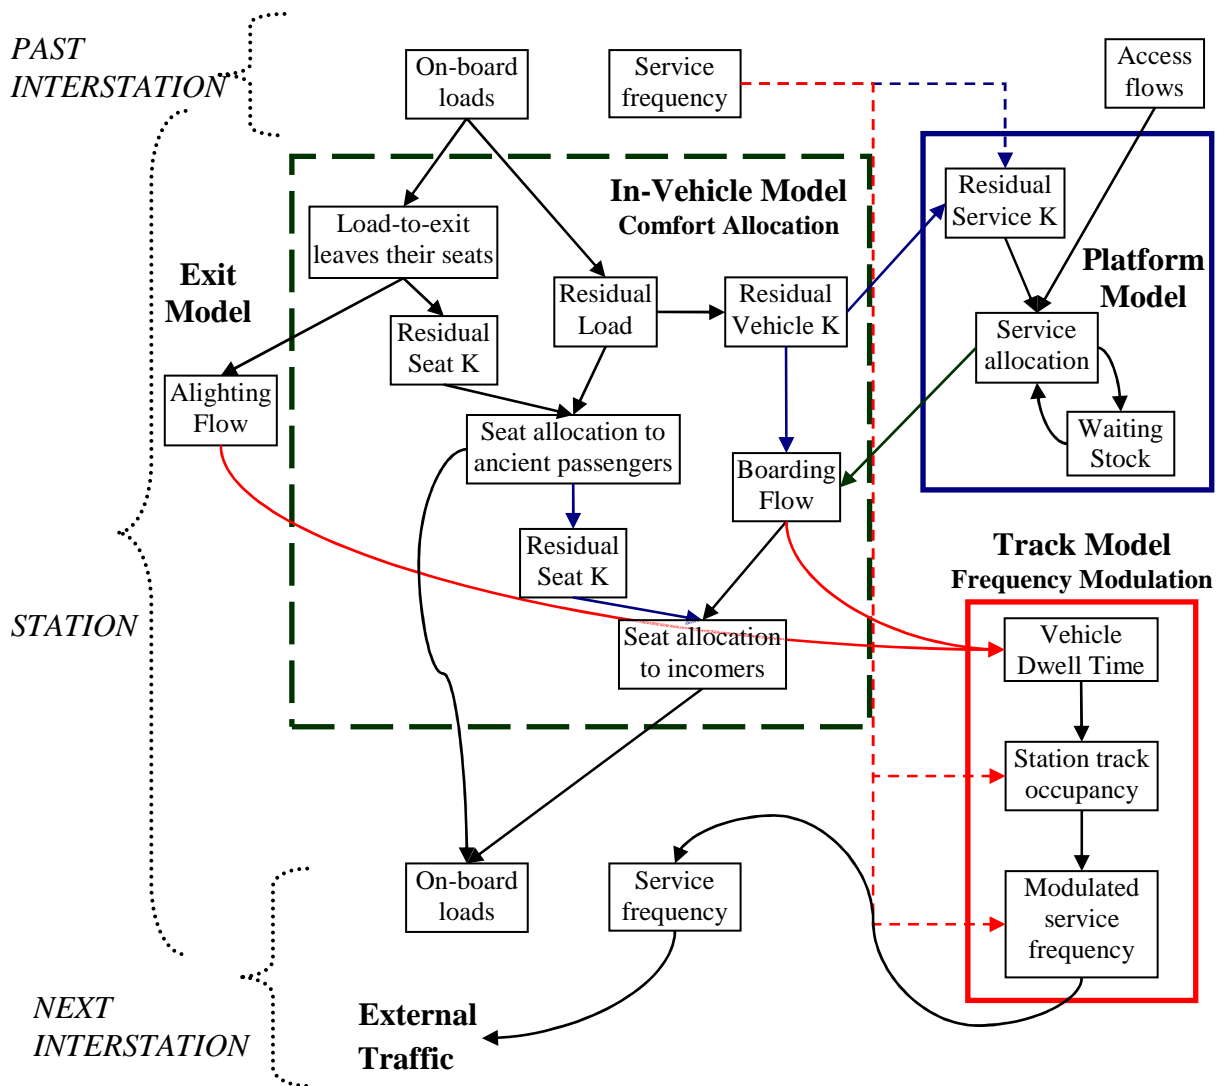 PAST
INTERSTATION
On-board
loads
Service
frequency
Access
flows
In-Vehicle Model
Comfort Allocation
Residual
Service K
Load-to-exit
leaves their seats
Exit
Model
Platform
Model
Residual
Load
Residual
Vehicle K
Residual
Seat K
Service
allocation
Alighting
Flow
Seat allocation to
ancient passengers
Waiting
Stock
Boarding
Flow
Residual
Seat K
Track Model
Frequency Modulation
STATION
Seat allocation
to incomers
Vehicle
Dwell Time
Station track
occupancy
On-board
loads
Service
frequency
Modulated
service
frequency
NEXT
INTERSTATION
External
Traffic